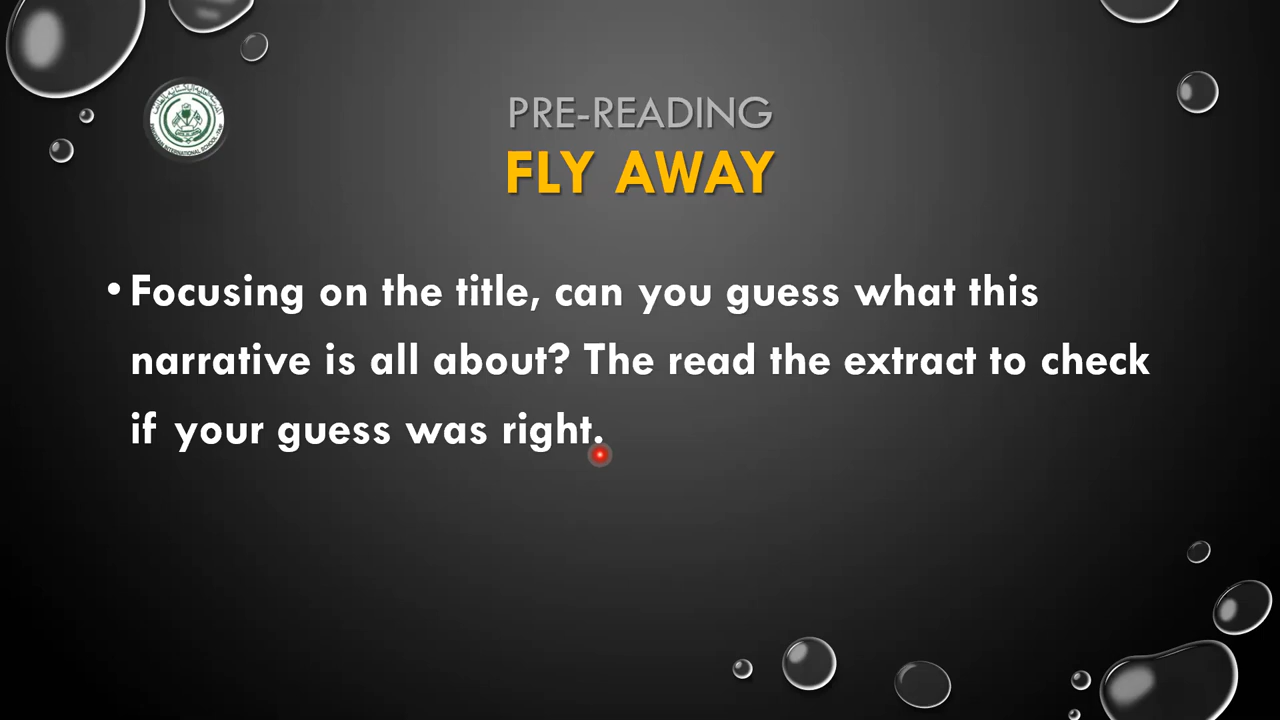 PRE-READING
FLY AWAY
• Focusing on the title, can you guess what this
narrative is all about? The read the extract to check
if your guess was right.